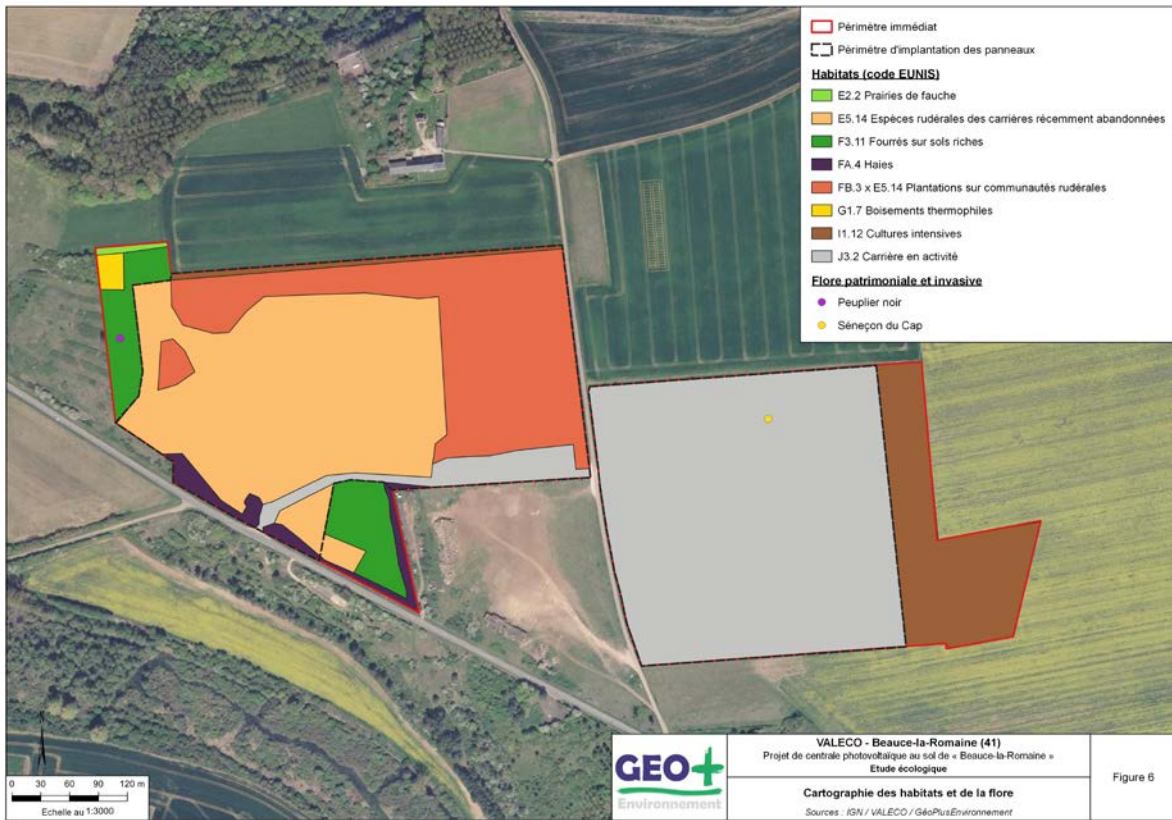 Périmètre immédiat
Périmètre d'implantation des panneaux
Habitats (code EUNIS)
E2.2 Prairies de fauche
E5.14 Espèces rudérales des carrières récemment abandonnées
F3.11 Fourrés sur sols riches
FA.4 Haies
FB.3 x E5.14 Plantations sur communautés rudérales
G1.7 Boisements thermophiles
I1.12 Cultures intensives
J3.2 Carrière en activité
Flore patrimoniale et invasive
Peuplier noir
Séneçon du Cap
0 30 60 90 120 m
Echelle au 1:3000
GEO+
Environnement
VALECO - Beauce-la-Romaine (41)
Projet de centrale photovoltaïque au sol de « Beauce-la-Romaine »
Etude écologique
Cartographie des habitats et de la flore
Sources : IGN / VALECO / GéoPlusEnvironnement
Figure 6